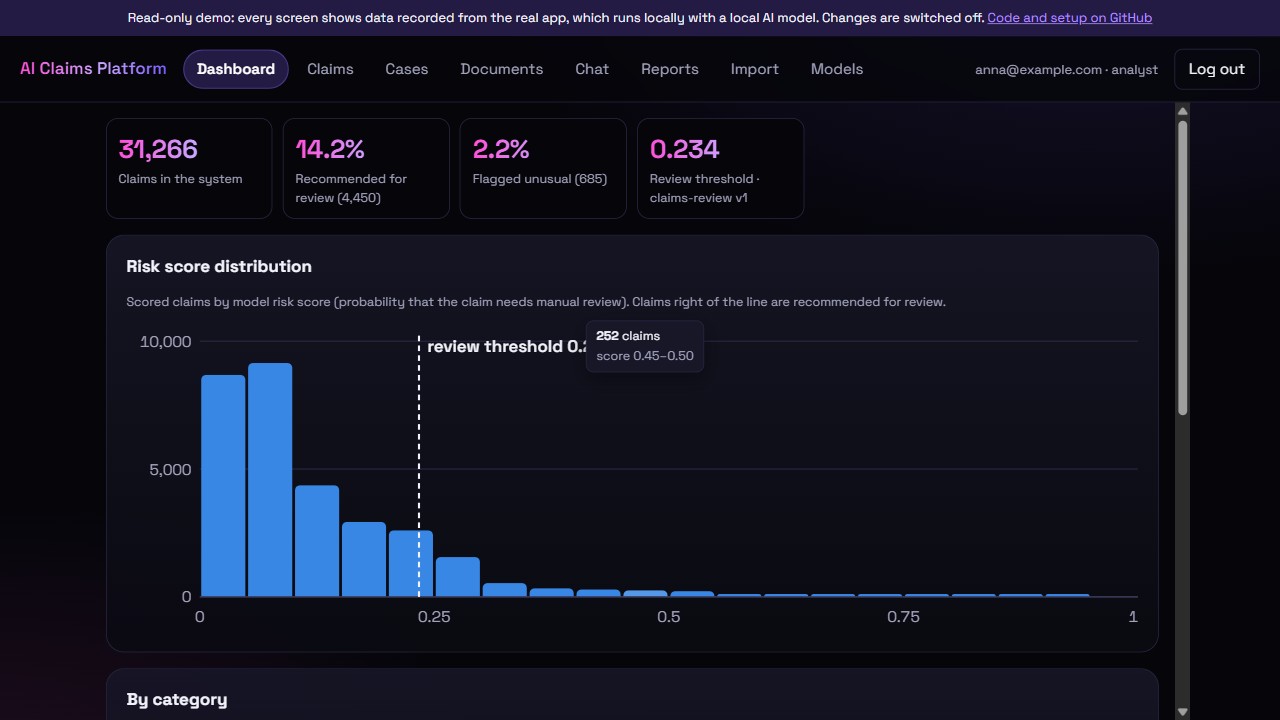 Read-only demo: every screen shows data recorded from the real app, which runs locally with a local AI model. Changes are switched off. Code and setup on GitHub
AI Claims Platform
Dashboard
Claims
Cases
Documents
Chat
Reports
Import
Models
anna@example.com · analyst
Log out
31,266
Claims in the system
14.2%
Recommended for
review (4,450)
2.2%
Flagged unusual (685)
0.234
Review threshold ·
claims-review v1
Risk score distribution
Scored claims by model risk score (probability that the claim needs manual review). Claims right of the line are recommended for review.
10,000
5,000
0
review threshold 0.2
252 claims
score 0.45–0.50
0
0.25
0.5
0.75
1
By category